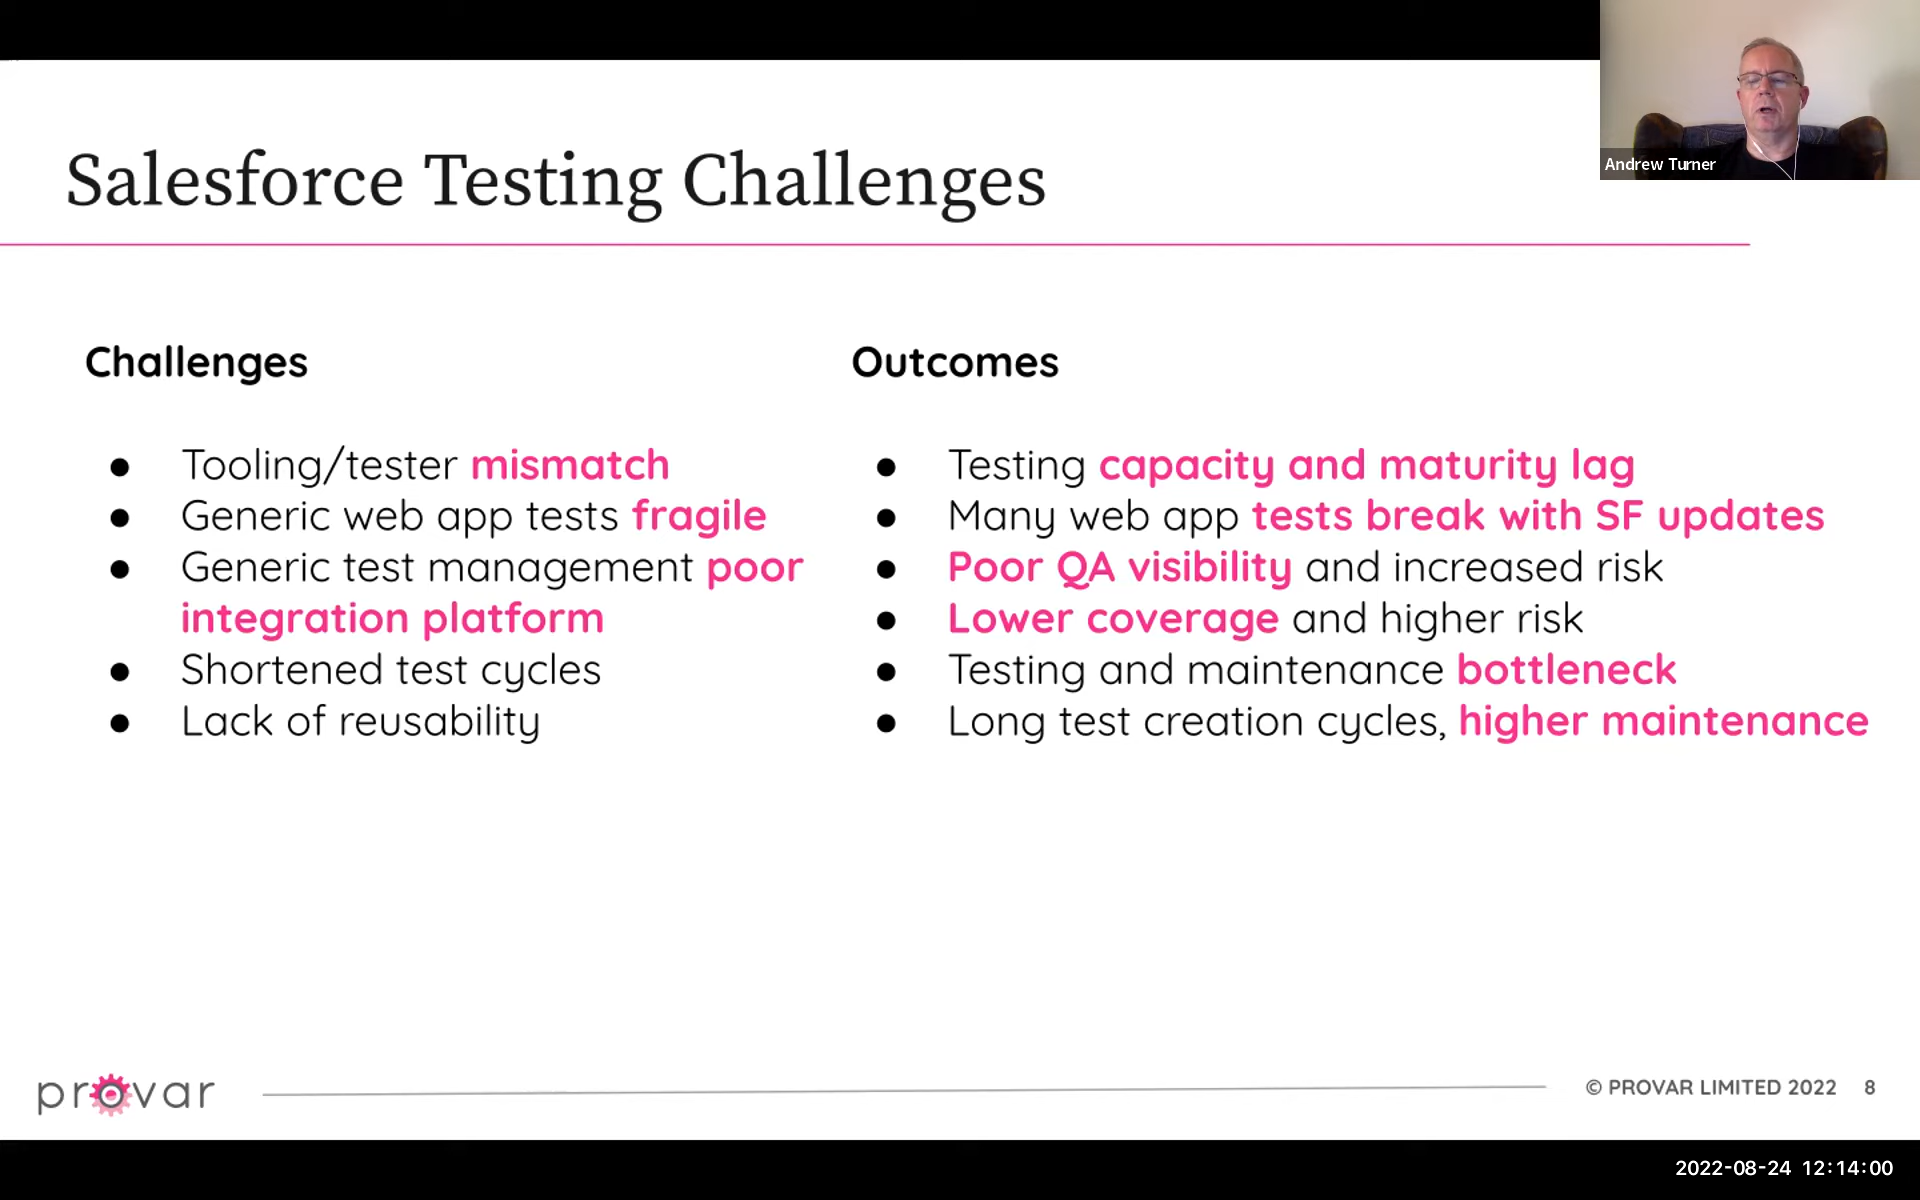 Andrew Turner
Salesforce Testing Challenges
Challenges
Tooling/tester mismatch
Generic web app tests fragile
Generic test management poor
integration platform
Shortened test cycles
Lack of reusability
Outcomes
Testing capacity and maturity lag
Many web app tests break with SF updates
Poor QA visibility and increased risk
Lower coverage and higher risk
Testing and maintenance bottleneck
Long test creation cycles, higher maintenance
provar
© PROVAR LIMITED 2022 8
2022-08-24 12:14:00